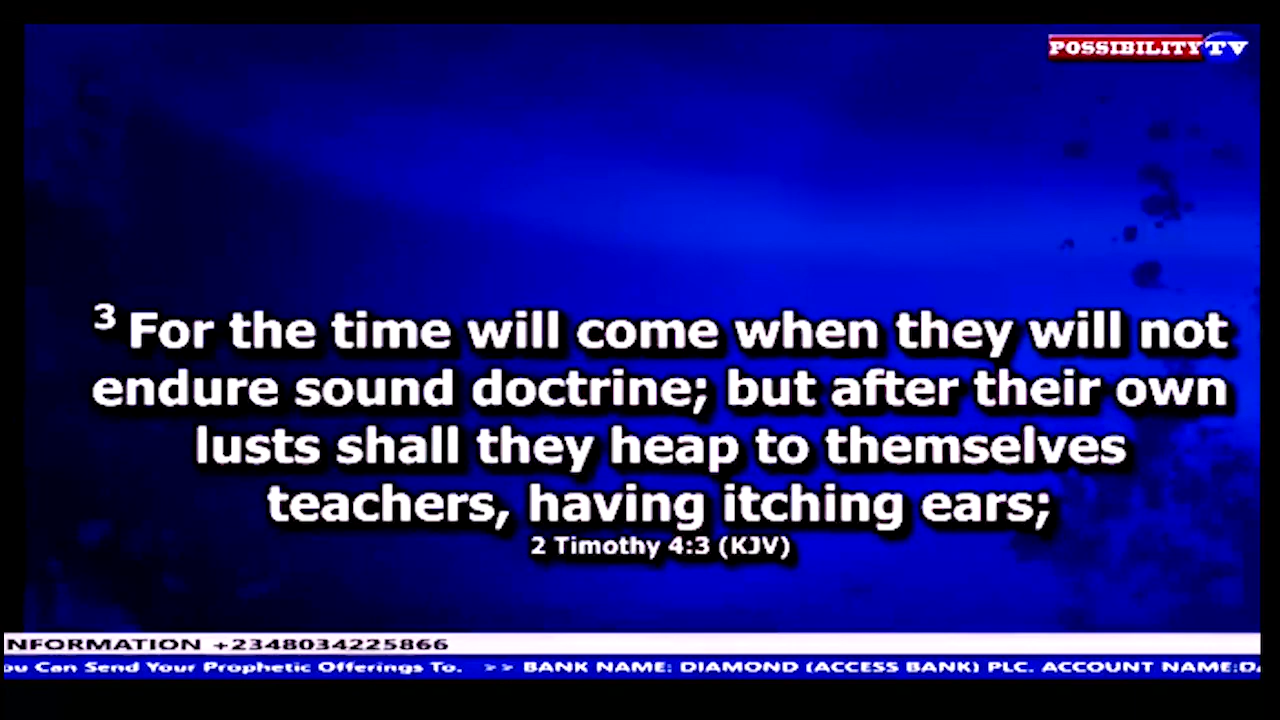 POSSIBILITY TV
3 For the time will come when they will not
endure sound doctrine; but after their own
lusts shall they heap to themselves
teachers, having itching ears;
2 Timothy 4:3 (KJV)
NFORMATION +2348034225866
ou Can Send Your Prophetic Offerings To. >> BANK NAME: DIAMOND (ACCESS BANK) PLC. ACCOUNT NAME:DA